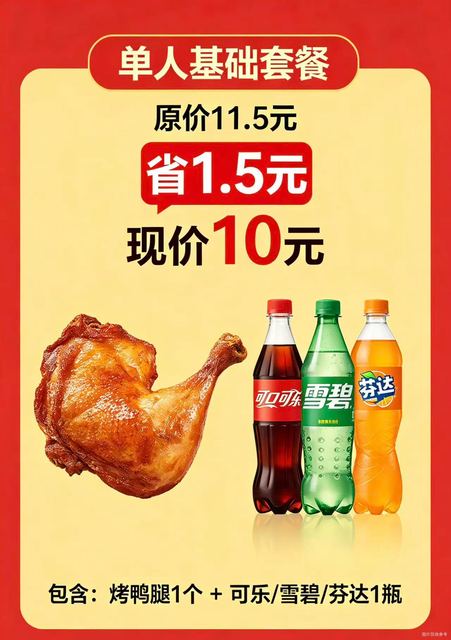 单人基础套餐
原价11.5元
省1.5元
现价10元
可口可乐
雪碧
芬达
包含：烤鸭腿1个 + 可乐/雪碧/芬达1瓶